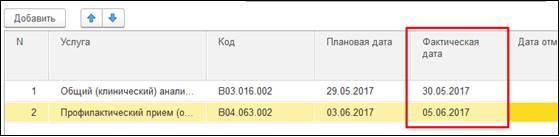 Добавить
N Услуга Код Плановая дата Фактическая дата Дата отм
1 Общий (клинический) анали... B03.016.002 29.05.2017 30.05.2017
2 Профилактический прием (о... B04.063.002 03.06.2017 05.06.2017